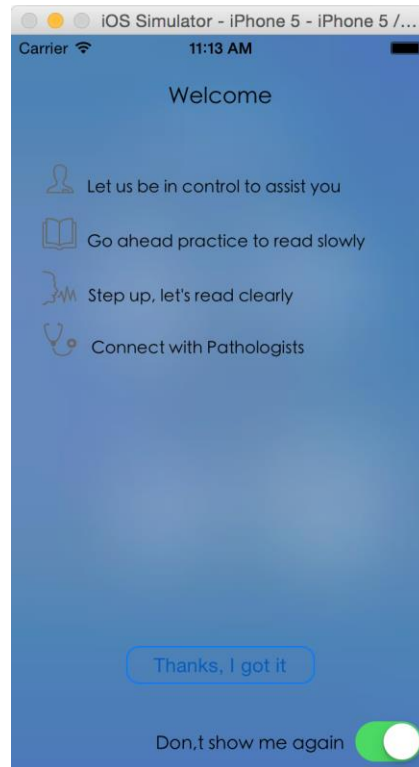 iOS Simulator - iPhone 5 - iPhone 5 /...
Carrier 11:13 AM
Welcome
Let us be in control to assist you
Go ahead practice to read slowly
Step up, let's read clearly
Connect with Pathologists
Thanks, I got it
Don,t show me again